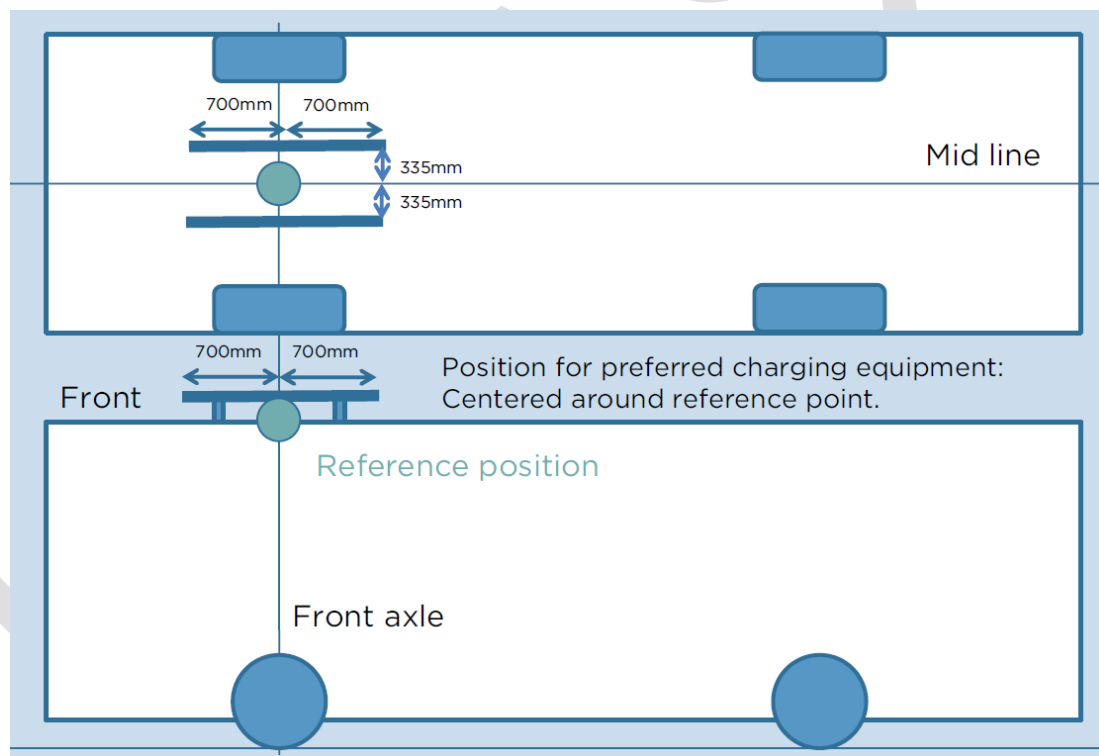 700mm 700mm
335mm
Mid line
335mm
700mm 700mm
Position for preferred charging equipment:
Front
Centered around reference point.
Reference position
Front axle